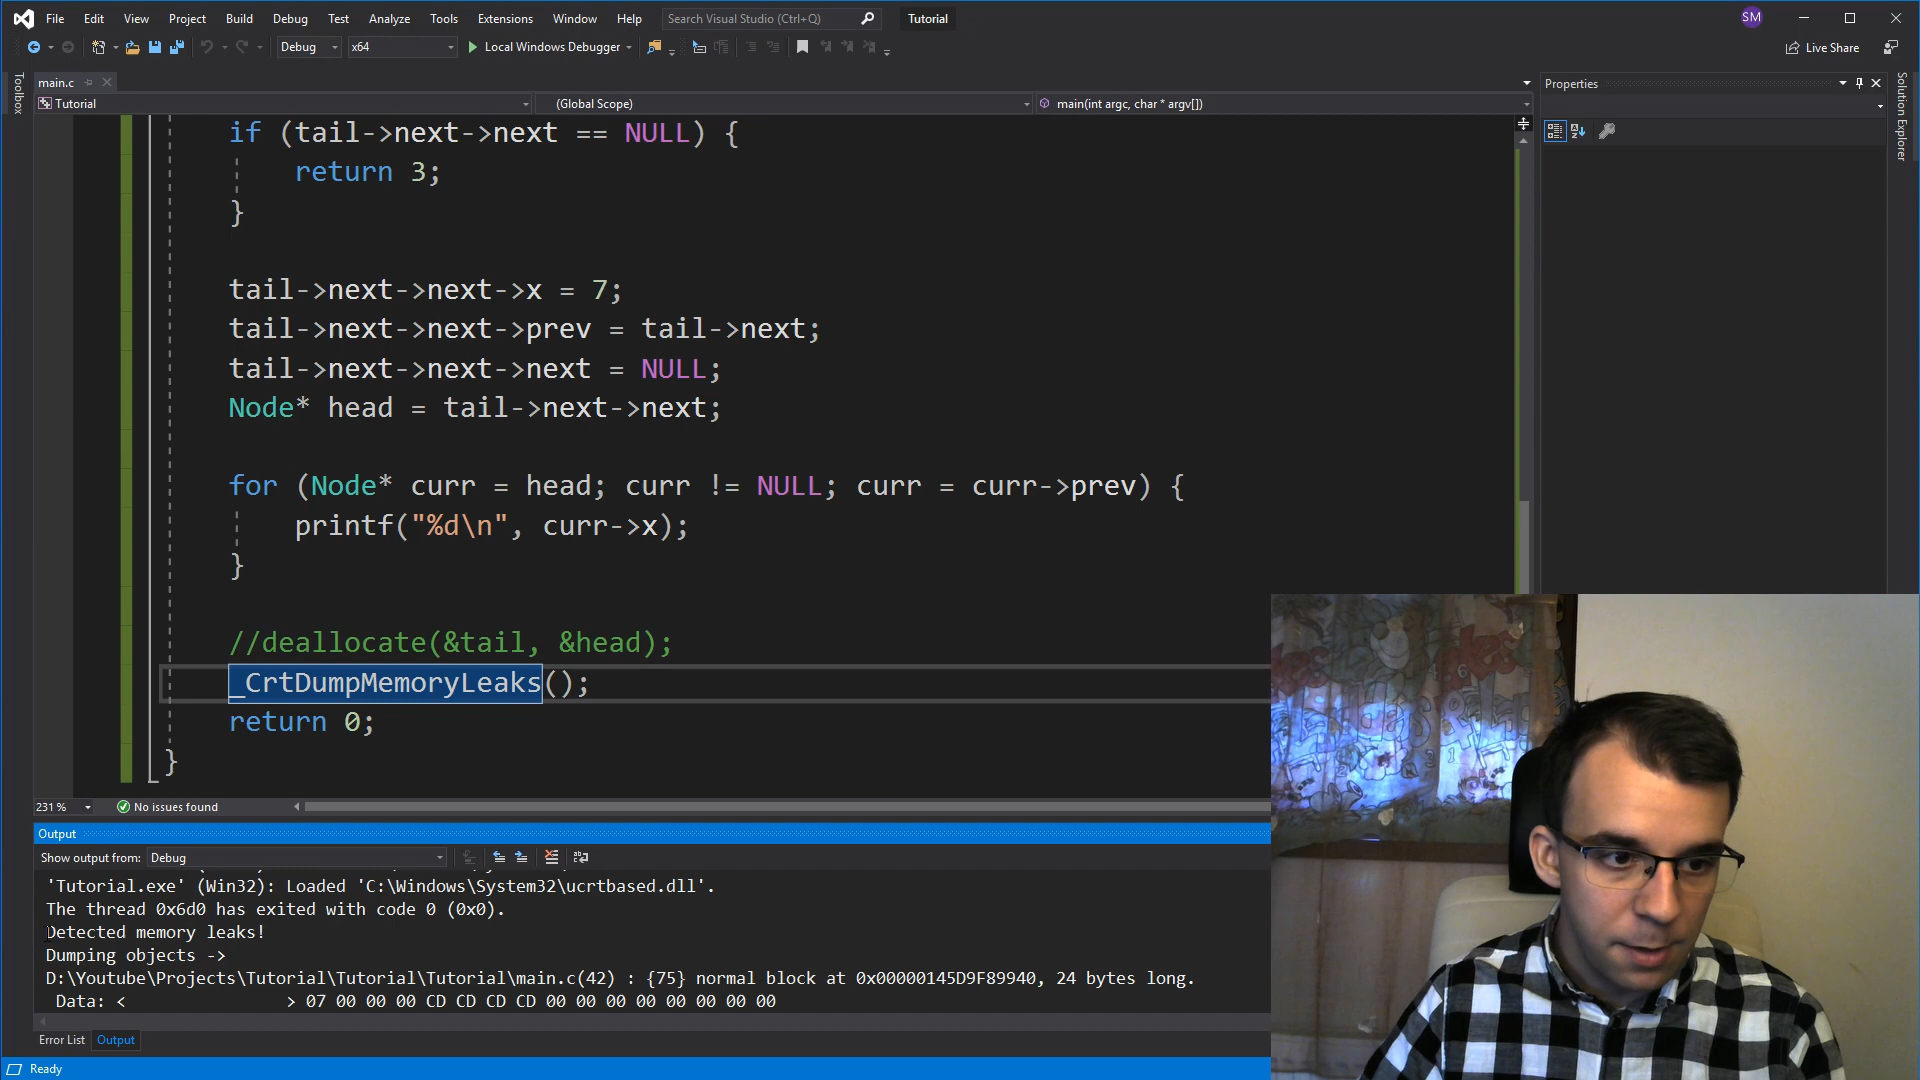 File Edit View Project Build Debug Test Analyze Tools Extensions Window Help Search Visual Studio (Ctrl+Q) Tutorial SM
Debug x64 Local Windows Debugger Live Share
Toolbox
main.c
Tutorial (Global Scope) main(int argc, char * argv[])
if (tail->next->next == NULL) {
return 3;
}
tail->next->next->x = 7;
tail->next->next->prev = tail->next;
tail->next->next->next = NULL;
Node* head = tail->next->next;
for (Node* curr = head; curr != NULL; curr = curr->prev) {
printf("%d\n", curr->x);
}
//deallocate(&tail, &head);
_CrtDumpMemoryLeaks();
return 0;
}
231 % No issues found
Output
Show output from: Debug
'Tutorial.exe' (Win32): Loaded 'C:\Windows\System32\ucrtbased.dll'.
The thread 0x6d0 has exited with code 0 (0x0).
Detected memory leaks!
Dumping objects ->
D:\Youtube\Projects\Tutorial\Tutorial\Tutorial\main.c(42) : {75} normal block at 0x00000145D9F89940, 24 bytes long.
Data: < > 07 00 00 00 CD CD CD CD 00 00 00 00 00 00 00 00
Error List Output
Ready
Properties
Solution Explorer